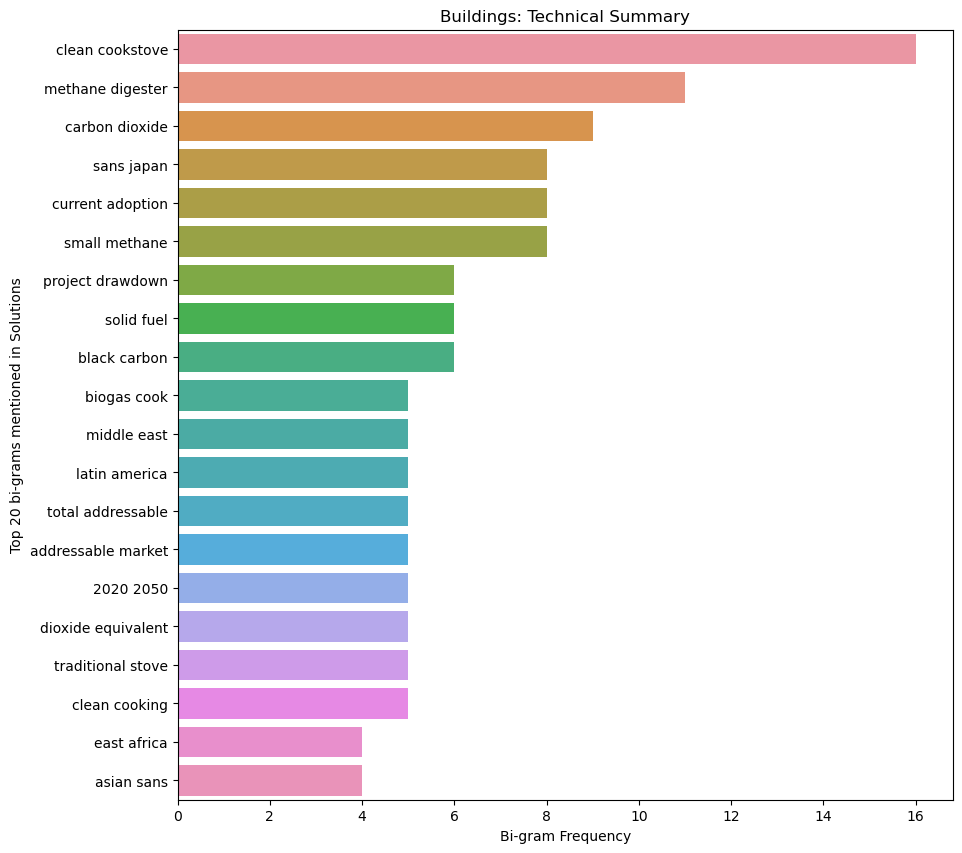 Buildings: Technical Summary
Top 20 bi-grams mentioned in Solutions
clean cookstove
methane digester
carbon dioxide
sans japan
current adoption
small methane
project drawdown
solid fuel
black carbon
biogas cook
middle east
latin america
total addressable
addressable market
2020 2050
dioxide equivalent
traditional stove
clean cooking
east africa
asian sans
0 2 4 6 8 10 12 14 16
Bi-gram Frequency